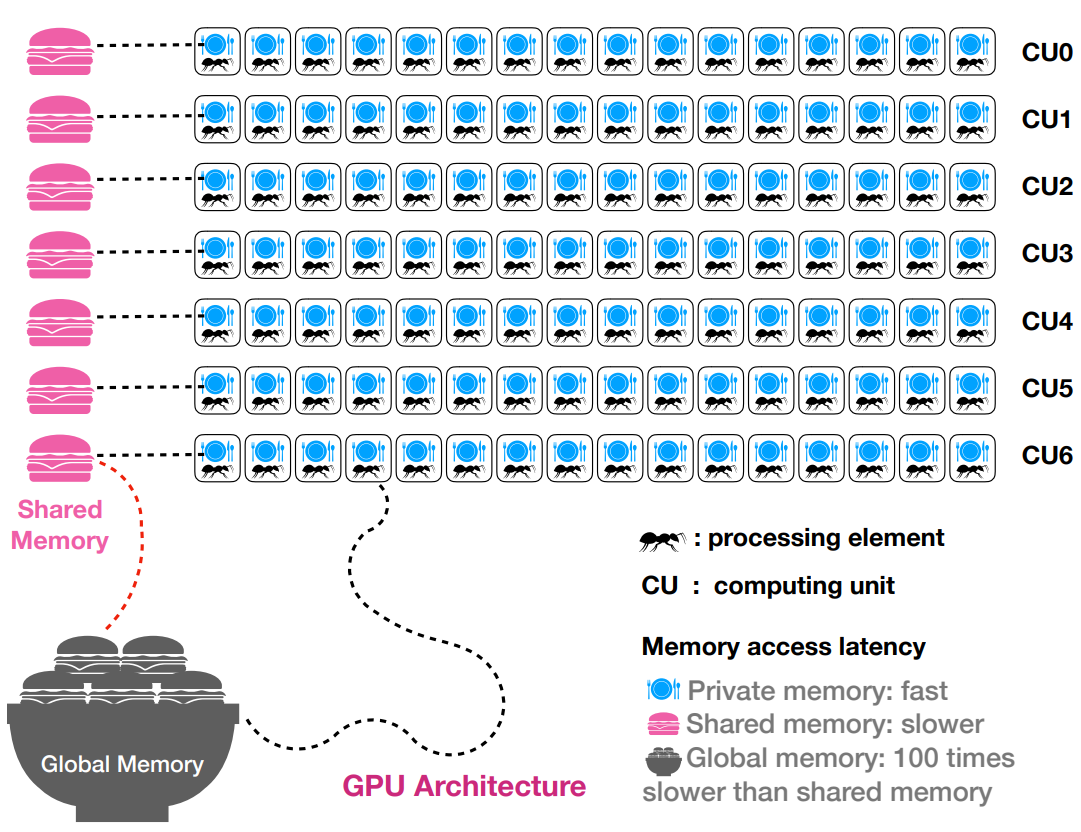 CU0
CU1
CU2
CU3
CU4
CU5
CU6
Shared
Memory
: processing element
CU : computing unit
Memory access latency
Private memory: fast
Shared memory: slower
Global memory: 100 times
slower than shared memory
Global Memory
GPU Architecture